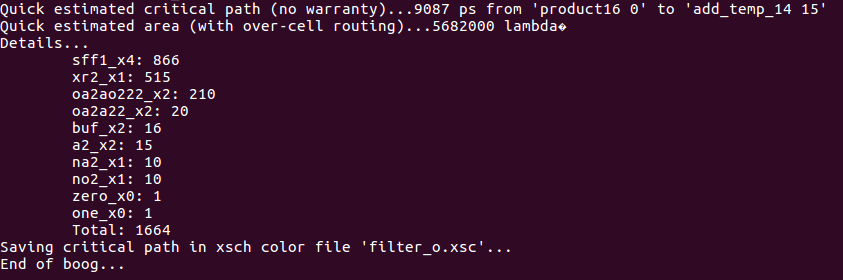 Quick estimated critical path (no warranty)...9087 ps from 'product16 0' to 'add_temp_14 15'
Quick estimated area (with over-cell routing)...5682000 lambda�
Details...
sff1_x4: 866
xr2_x1: 515
oa2ao222_x2: 210
oa2a22_x2: 20
buf_x2: 16
a2_x2: 15
na2_x1: 10
no2_x1: 10
zero_x0: 1
one_x0: 1
Total: 1664
Saving critical path in xsch color file 'filter_o.xsc'...
End of boog...